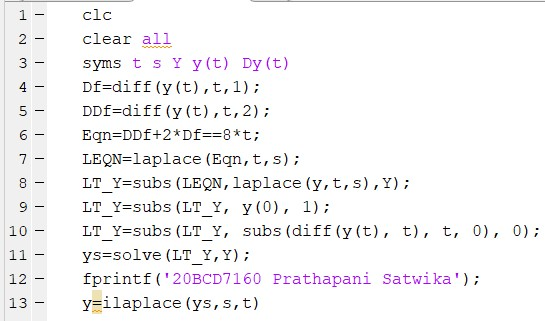 1 – clc
2 – clear all
3 – syms t s Y y(t) Dy(t)
4 – Df=diff(y(t),t,1);
5 – DDf=diff(y(t),t,2);
6 – Eqn=DDf+2*Df==8*t;
7 – LEQN=laplace(Eqn,t,s);
8 – LT_Y=subs(LEQN,laplace(y,t,s),Y);
9 – LT_Y=subs(LT_Y, y(0), 1);
10 – LT_Y=subs(LT_Y, subs(diff(y(t), t), t, 0), 0);
11 – ys=solve(LT_Y,Y);
12 – fprintf('20BCD7160 Prathapani Satwika');
13 – y=ilaplace(ys,s,t)